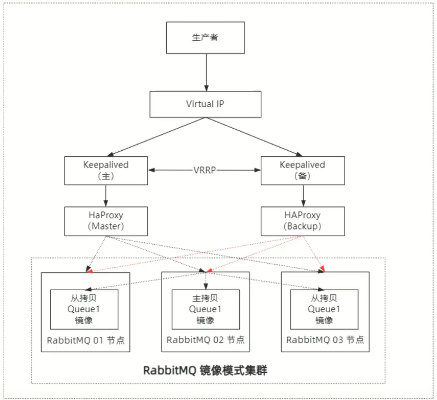 生产者
Virtual IP
Keepalived
（主）
VRRP
Keepalived
（备）
HaProxy
（Master）
HAProxy
（Backup）
从拷贝
Queue1
镜像
主拷贝
Queue1
镜像
从拷贝
Queue1
镜像
RabbitMQ 01 节点
RabbitMQ 02 节点
RabbitMQ 03 节点
RabbitMQ 镜像模式集群